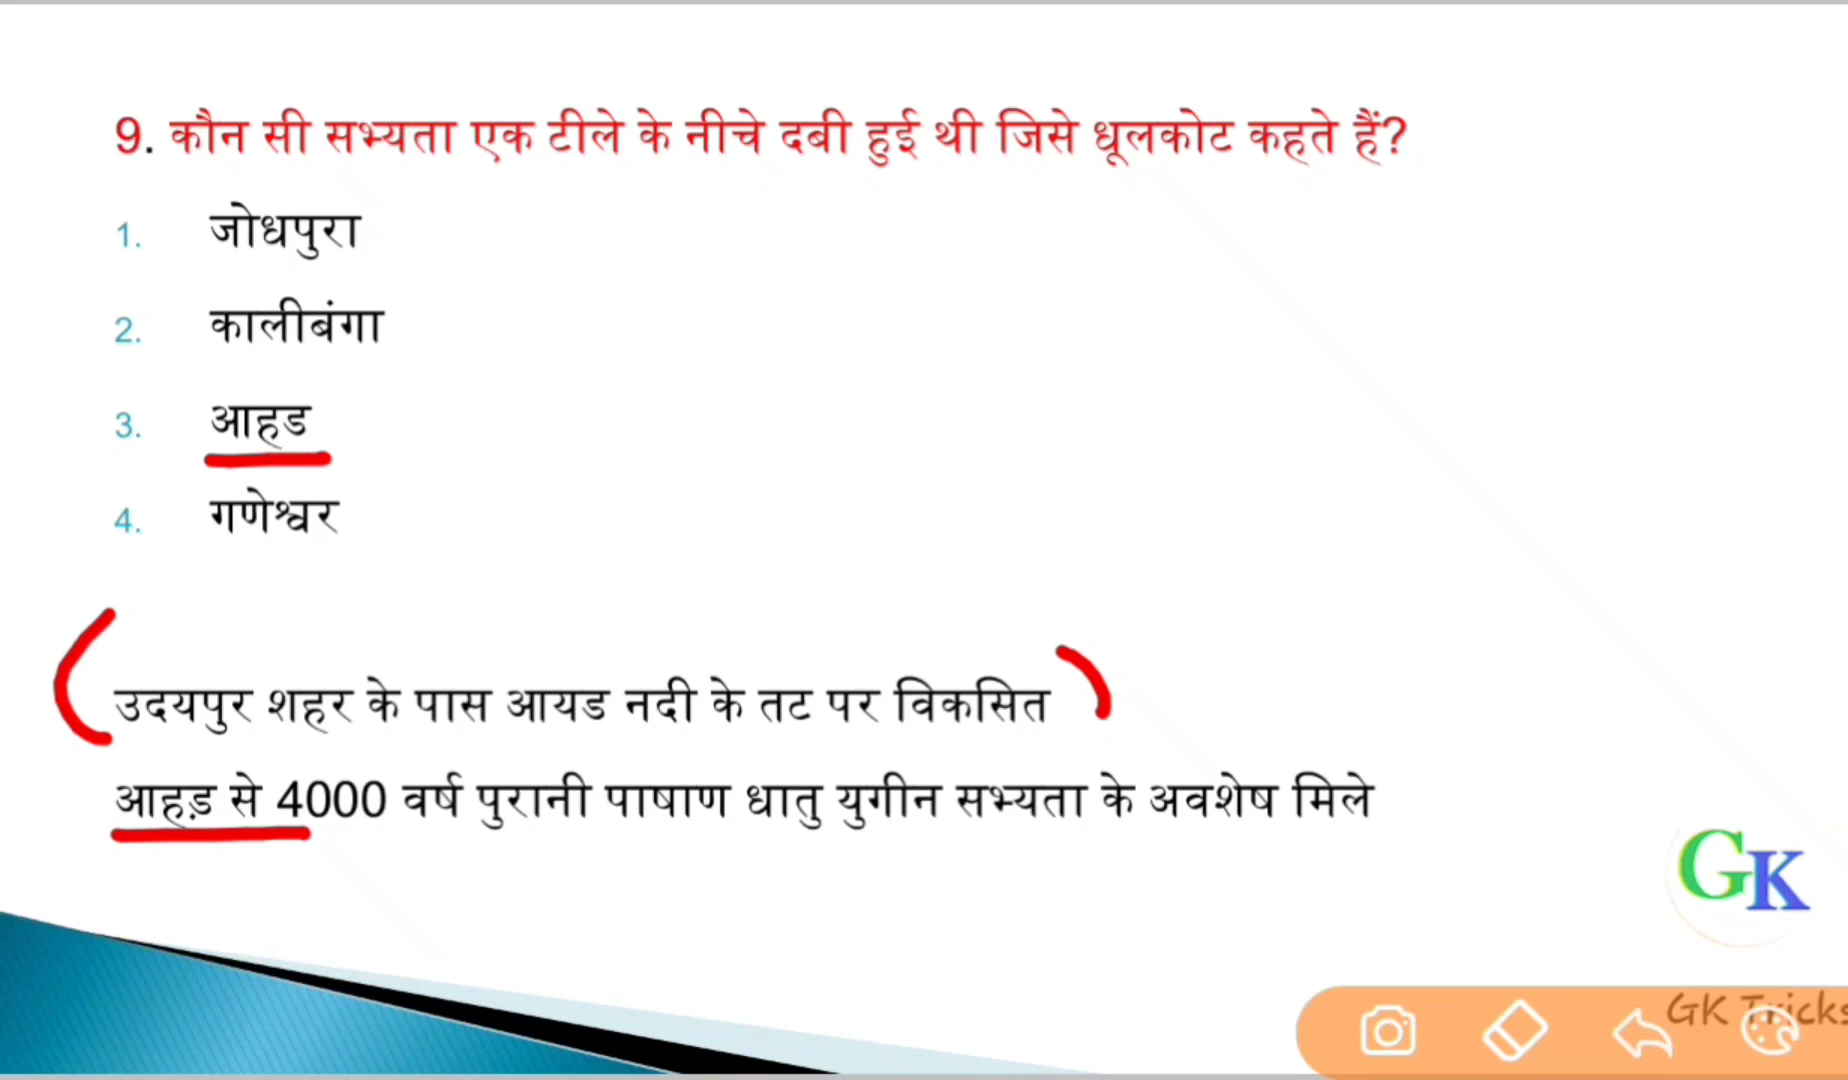 9. कौन सी सभ्यता एक टीले के नीचे दबी हुई थी जिसे धूलकोट कहते हैं?
1. जोधपुरा
2. कालीबंगा
3. आहड
4. गणेश्वर
उदयपुर शहर के पास आयड नदी के तट पर विकसित
आहड़ से 4000 वर्ष पुरानी पाषाण धातु युगीन सभ्यता के अवशेष मिले
GK
GK Tricks